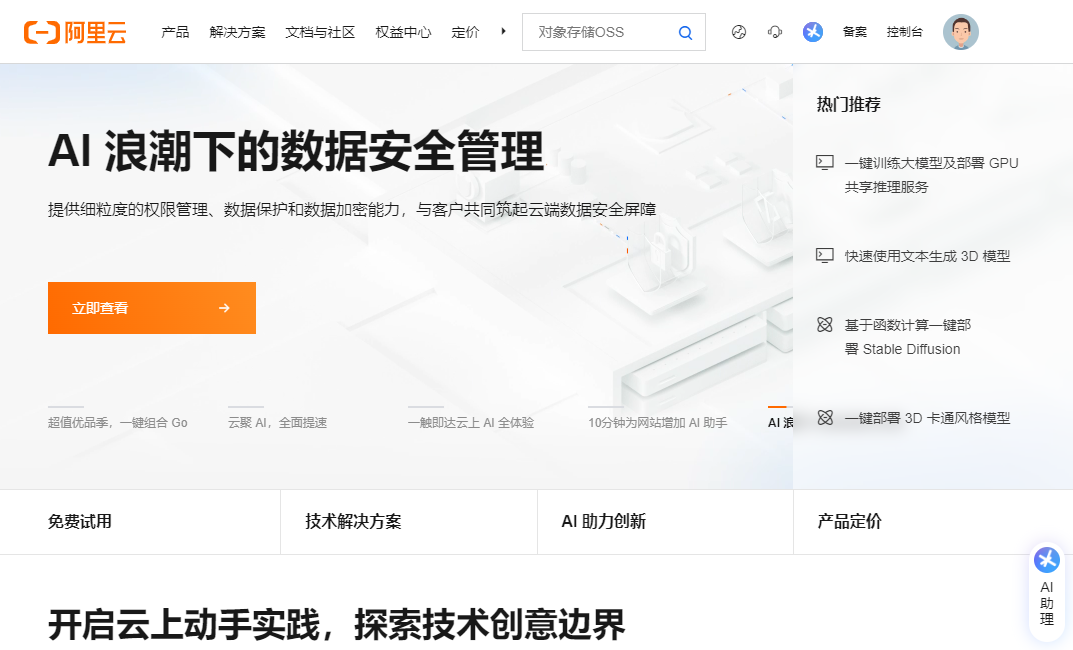 阿里云
产品 解决方案 文档与社区 权益中心 定价
对象存储OSS
备案 控制台
AI 浪潮下的数据安全管理
提供细粒度的权限管理、数据保护和数据加密能力，与客户共同筑起云端数据安全屏障
立即查看
超值优品季，一键组合 Go
云聚 AI，全面提速
一触即达云上 AI 全体验
10分钟为网站增加 AI 助手
AI 浪
热门推荐
一键训练大模型及部署 GPU
共享推理服务
快速使用文本生成 3D 模型
基于函数计算一键部
署 Stable Diffusion
一键部署 3D 卡通风格模型
免费试用
技术解决方案
AI 助力创新
产品定价
开启云上动手实践，探索技术创意边界
AI
助
理